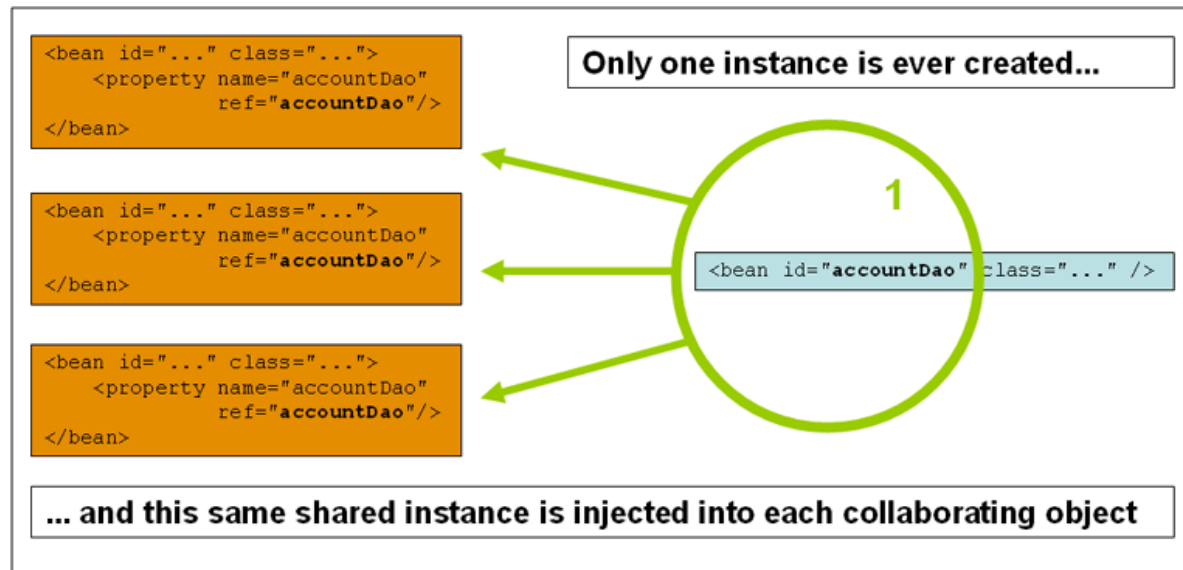 <bean id="..." class="...">
    <property name="accountDao"
              ref="accountDao"/>
</bean>
Only one instance is ever created...
1
<bean id="..." class="...">
    <property name="accountDao"
              ref="accountDao"/>
</bean>
<bean id="accountDao" class="..." />
<bean id="..." class="...">
    <property name="accountDao"
              ref="accountDao"/>
</bean>
... and this same shared instance is injected into each collaborating object